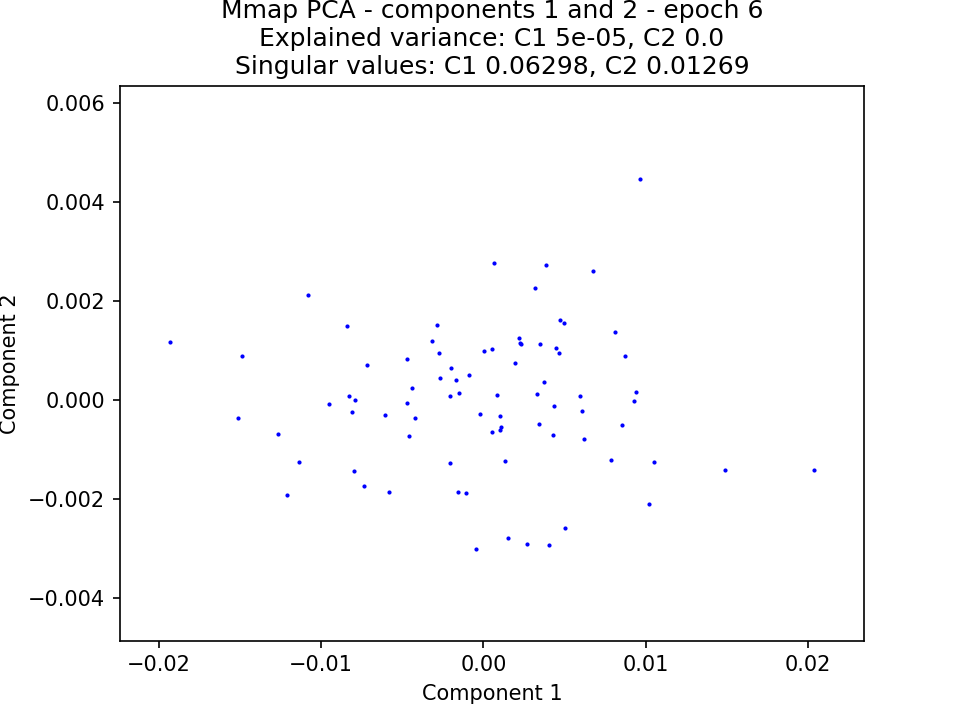 Mmap PCA - components 1 and 2 - epoch 6
Explained variance: C1 5e-05, C2 0.0
Singular values: C1 0.06298, C2 0.01269
0.006
0.004
0.002
0.000
−0.002
−0.004
Component 2
−0.02 −0.01 0.00 0.01 0.02
Component 1